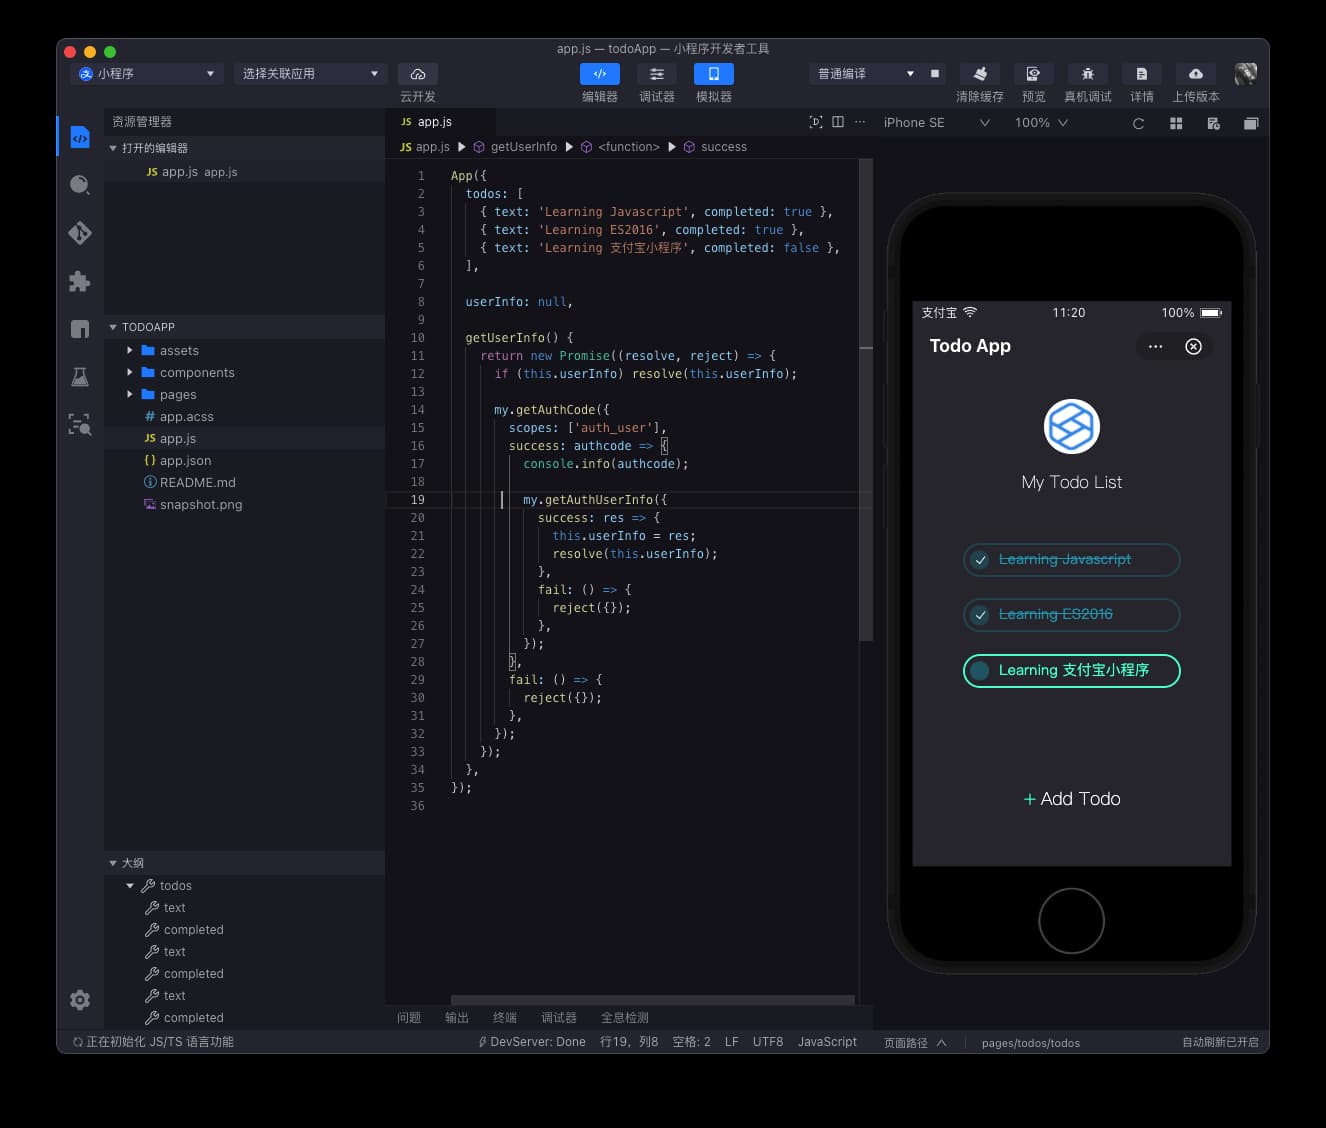 app.js — todoApp — 小程序开发者工具
小程序
选择关联应用
云开发
编辑器
调试器
模拟器
普通编译
清除缓存
预览
真机调试
详情
上传版本
资源管理器
打开的编辑器
JS app.js app.js
TODOAPP
assets
components
pages
# app.acss
JS app.js
{} app.json
README.md
snapshot.png
大纲
todos
text
completed
text
completed
text
completed
JS app.js
JS app.js getUserInfo <function> success
1 App({
2 todos: [
3 { text: 'Learning Javascript', completed: true },
4 { text: 'Learning ES2016', completed: true },
5 { text: 'Learning 支付宝小程序', completed: false },
6 ],
7
8 userInfo: null,
9
10 getUserInfo() {
11 return new Promise((resolve, reject) => {
12 if (this.userInfo) resolve(this.userInfo);
13
14 my.getAuthCode({
15 scopes: ['auth_user'],
16 success: authcode => {
17 console.info(authcode);
18
19 my.getAuthUserInfo({
20 success: res => {
21 this.userInfo = res;
22 resolve(this.userInfo);
23 },
24 fail: () => {
25 reject({});
26 },
27 });
28 },
29 fail: () => {
30 reject({});
31 },
32 });
33 });
34 },
35 });
36
问题 输出 终端 调试器 全息检测
iPhone SE 100%
支付宝 11:20 100%
Todo App
My Todo List
Learning Javascript
Learning ES2016
Learning 支付宝小程序
+ Add Todo
正在初始化 JS/TS 语言功能
DevServer: Done 行19，列8 空格: 2 LF UTF8 JavaScript
页面路径 pages/todos/todos 自动刷新已开启